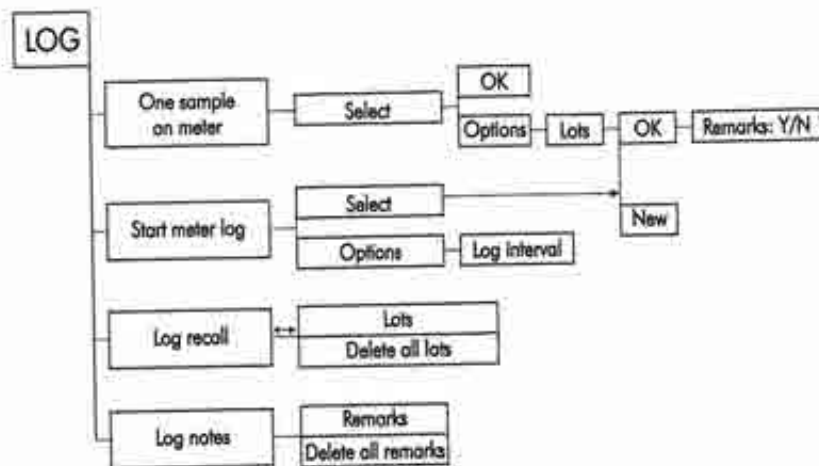 LOG
One sample
on meter
Select
OK
Options
Lots
OK
Remarks: Y/N
Start meter log
Select
New
Options
Log interval
Log recall
Lots
Delete all lots
Log notes
Remarks
Delete all remarks